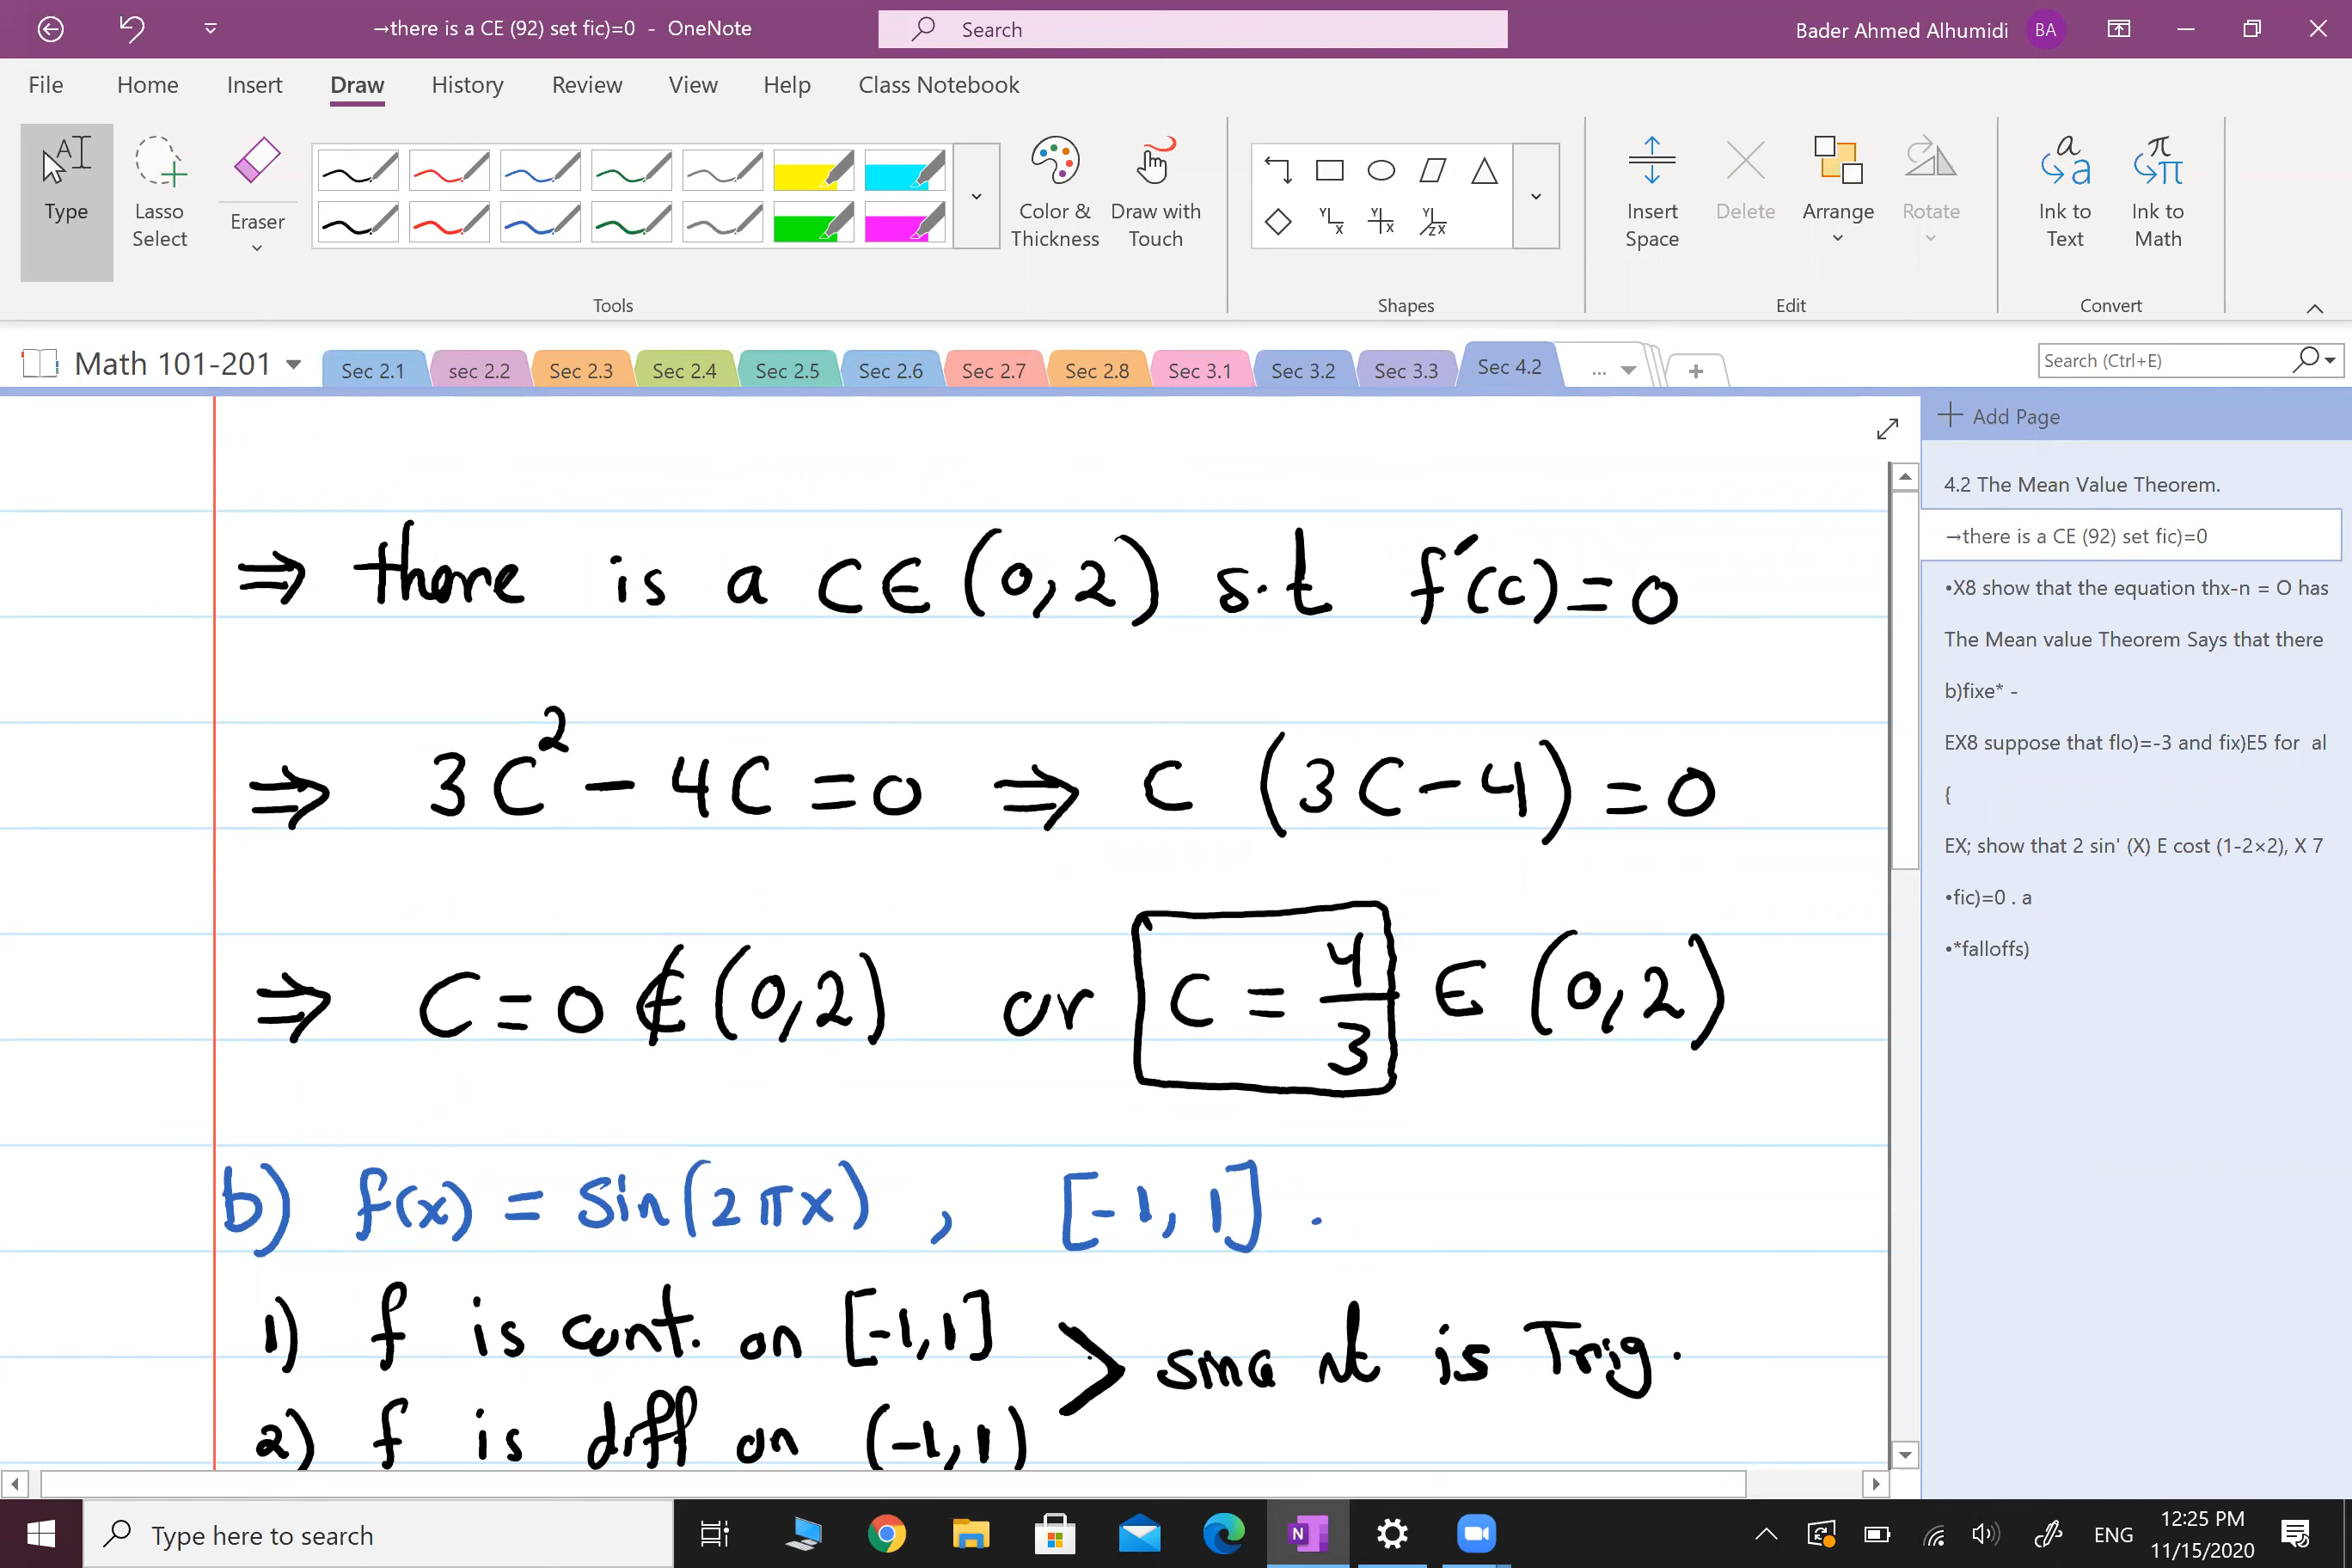 →there is a CE (92) set fic)=0 - OneNote
Search
Bader Ahmed Alhumidi
BA
File Home Insert Draw History Review View Help Class Notebook
Type
Lasso Select
Eraser
Color & Thickness
Draw with Touch
Insert Space
Delete
Arrange
Rotate
Ink to Text
Ink to Math
Tools
Shapes
Edit
Convert
Math 101-201
Sec 2.1 sec 2.2 Sec 2.3 Sec 2.4 Sec 2.5 Sec 2.6 Sec 2.7 Sec 2.8 Sec 3.1 Sec 3.2 Sec 3.3 Sec 4.2 ... +
Search (Ctrl+E)
⇒ there is a C∈ (0,2) s.t f′(c)=0
⇒ 3C² - 4C = 0 ⇒ C (3C-4) = 0
⇒ C = 0 ∉ (0,2) or C = 4/3 ∈ (0,2)
b) f(x) = Sin(2πx) , [-1, 1] .
1) f is cont. on [-1,1] > is Trig.
2) f is diff on (-1,1)
+ Add Page
4.2 The Mean Value Theorem.
→there is a CE (92) set fic)=0
•X8 show that the equation thx-n = O has
The Mean value Theorem Says that there
b)fixe* -
EX8 suppose that flo)=-3 and fix)E5 for al
{
EX; show that 2 sin' (X) E cost (1-2×2), X 7
•fic)=0 . a
•*falloffs)
Type here to search
ENG
12:25 PM
11/15/2020